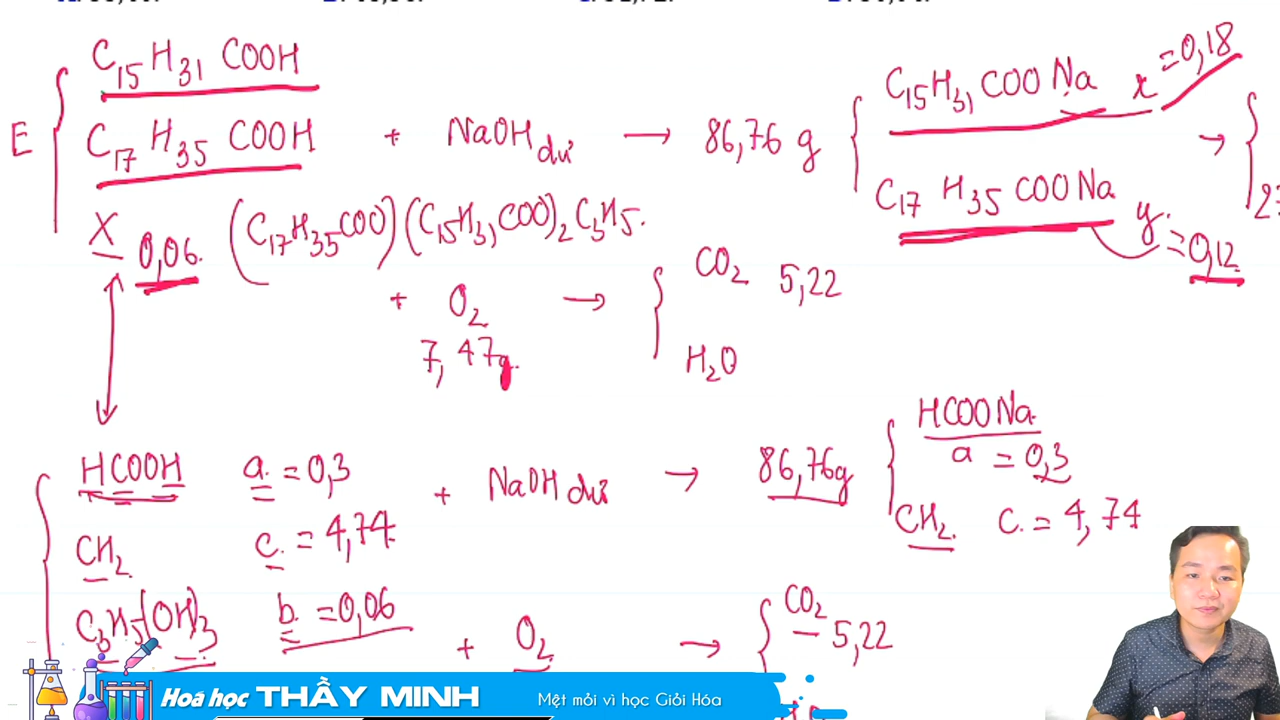 E C15H31COOH
C17H35COOH + NaOH dư → 86,76 g C15H31COONa x = 0,18 →
C17H35COONa y = 0,12
X 0,06. (C17H35COO)(C15H31COO)2C3H5.
+ O2 → CO2 5,22
7,47g H2O
HCOOH a = 0,3 + NaOH dư → 86,76g HCOONa a = 0,3
CH2 c = 4,74 CH2 c = 4,74
C3H5(OH)3 b = 0,06 + O2 → CO2 5,22
Hoá học THẦY MINH Mệt mỏi vì học Giỏi Hóa